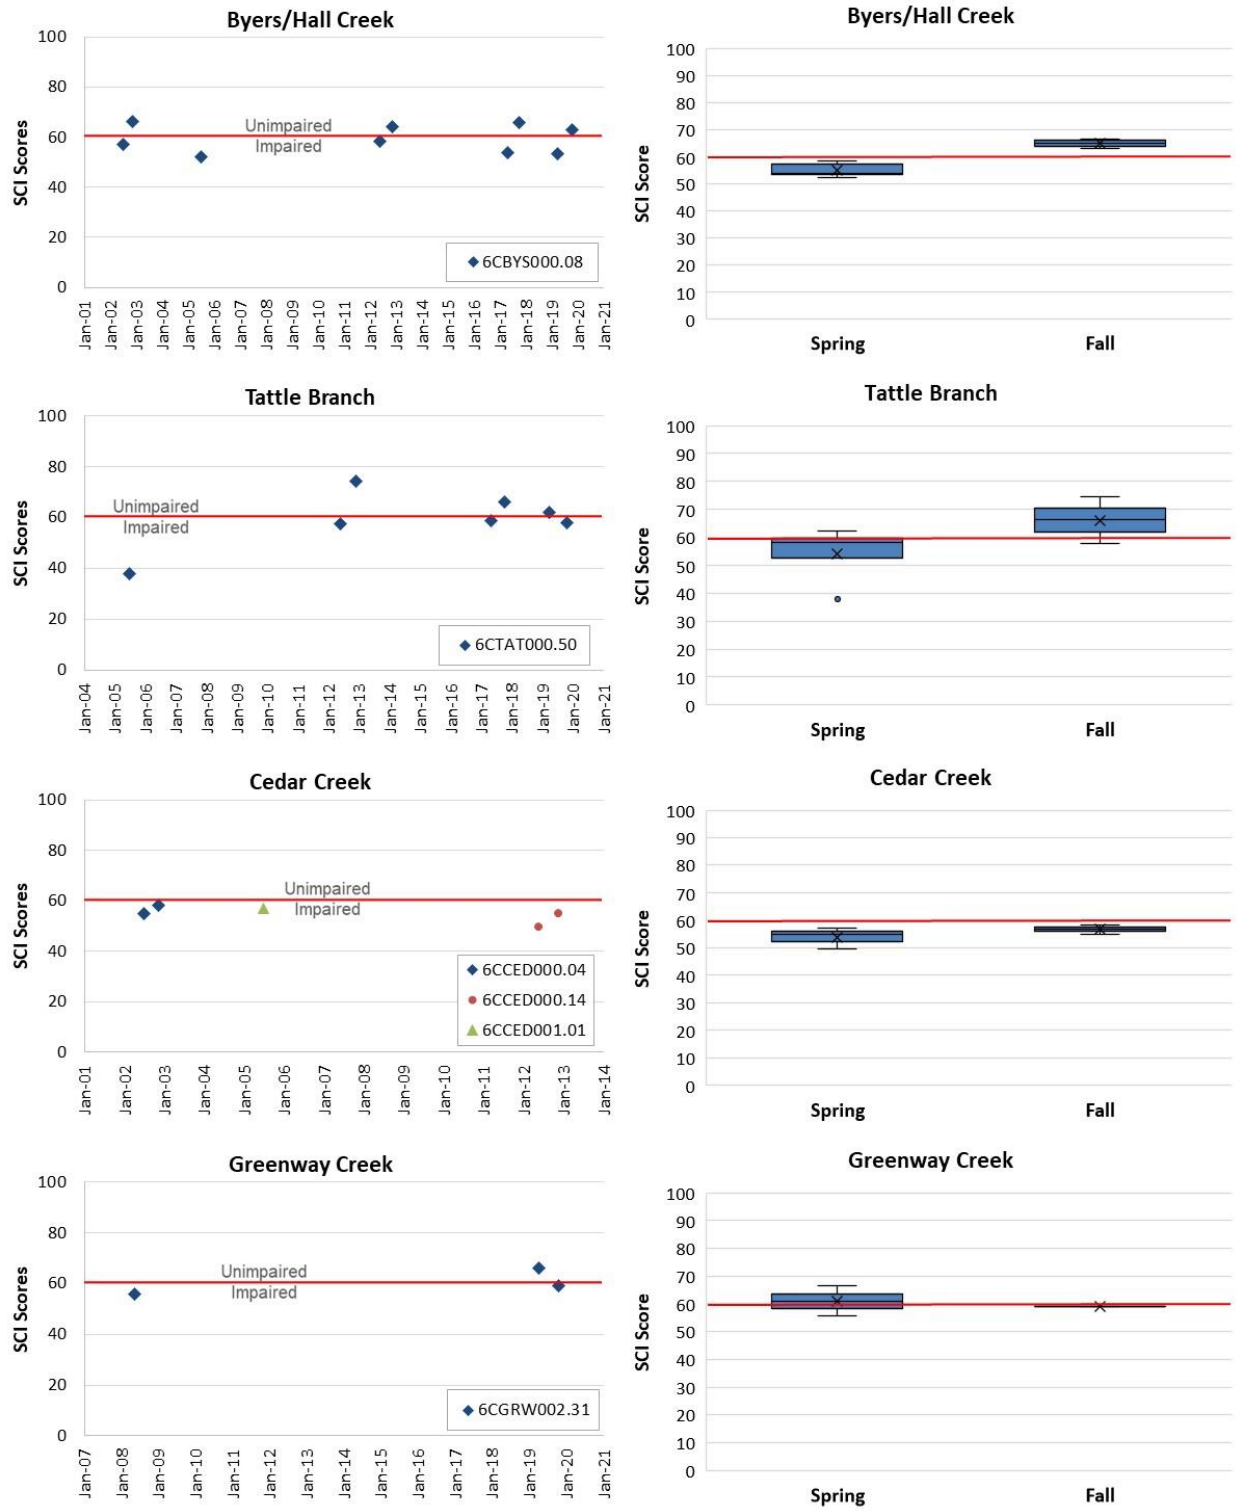 Byers/Hall Creek
100
80
60
40
20
0
SCI Scores
Unimpaired
Impaired
6CBYS000.08
Jan-01
Jan-02
Jan-03
Jan-04
Jan-05
Jan-06
Jan-07
Jan-08
Jan-09
Jan-10
Jan-11
Jan-12
Jan-13
Jan-14
Jan-15
Jan-16
Jan-17
Jan-18
Jan-19
Jan-20
Jan-21
Byers/Hall Creek
100
90
80
70
60
50
40
30
20
10
0
SCI Score
Spring
Fall
Tattle Branch
100
80
60
40
20
0
SCI Scores
Unimpaired
Impaired
6CTAT000.50
Jan-04
Jan-05
Jan-06
Jan-07
Jan-08
Jan-09
Jan-10
Jan-11
Jan-12
Jan-13
Jan-14
Jan-15
Jan-16
Jan-17
Jan-18
Jan-19
Jan-20
Jan-21
Tattle Branch
100
90
80
70
60
50
40
30
20
10
0
SCI Score
Spring
Fall
Cedar Creek
100
80
60
40
20
0
SCI Scores
Unimpaired
Impaired
6CCED000.04
6CCED000.14
6CCED001.01
Jan-01
Jan-02
Jan-03
Jan-04
Jan-05
Jan-06
Jan-07
Jan-08
Jan-09
Jan-10
Jan-11
Jan-12
Jan-13
Jan-14
Cedar Creek
100
90
80
70
60
50
40
30
20
10
0
SCI Score
Spring
Fall
Greenway Creek
100
80
60
40
20
0
SCI Scores
Unimpaired
Impaired
6CGRW002.31
Jan-07
Jan-08
Jan-09
Jan-10
Jan-11
Jan-12
Jan-13
Jan-14
Jan-15
Jan-16
Jan-17
Jan-18
Jan-19
Jan-20
Jan-21
Greenway Creek
100
90
80
70
60
50
40
30
20
10
0
SCI Score
Spring
Fall